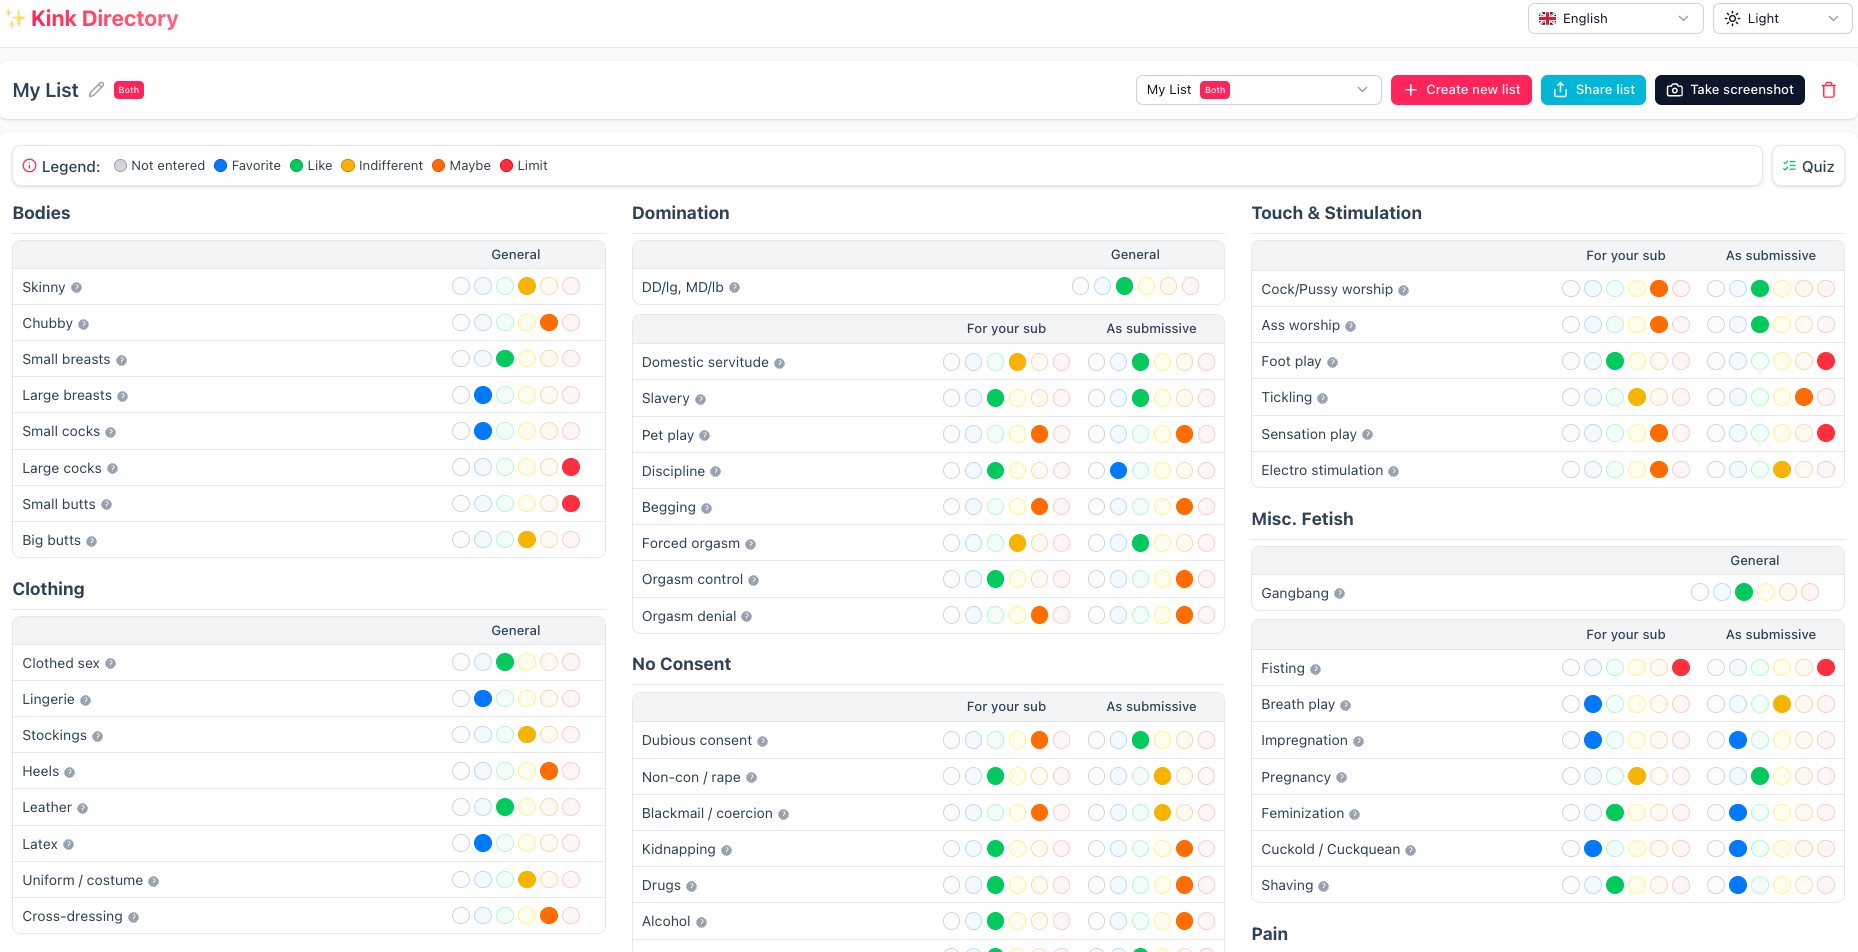 ✨ Kink Directory
English
Light
My List
Both
My List
Both
Create new list
Share list
Take screenshot
Legend:
Not entered
Favorite
Like
Indifferent
Maybe
Limit
Quiz
Bodies
General
Skinny
Chubby
Small breasts
Large breasts
Small cocks
Large cocks
Small butts
Big butts
Clothing
General
Clothed sex
Lingerie
Stockings
Heels
Leather
Latex
Uniform / costume
Cross-dressing
Domination
General
DD/lg, MD/lb
For your sub
As submissive
Domestic servitude
Slavery
Pet play
Discipline
Begging
Forced orgasm
Orgasm control
Orgasm denial
No Consent
For your sub
As submissive
Dubious consent
Non-con / rape
Blackmail / coercion
Kidnapping
Drugs
Alcohol
Touch & Stimulation
For your sub
As submissive
Cock/Pussy worship
Ass worship
Foot play
Tickling
Sensation play
Electro stimulation
Misc. Fetish
General
Gangbang
For your sub
As submissive
Fisting
Breath play
Impregnation
Pregnancy
Feminization
Cuckold / Cuckquean
Shaving
Pain